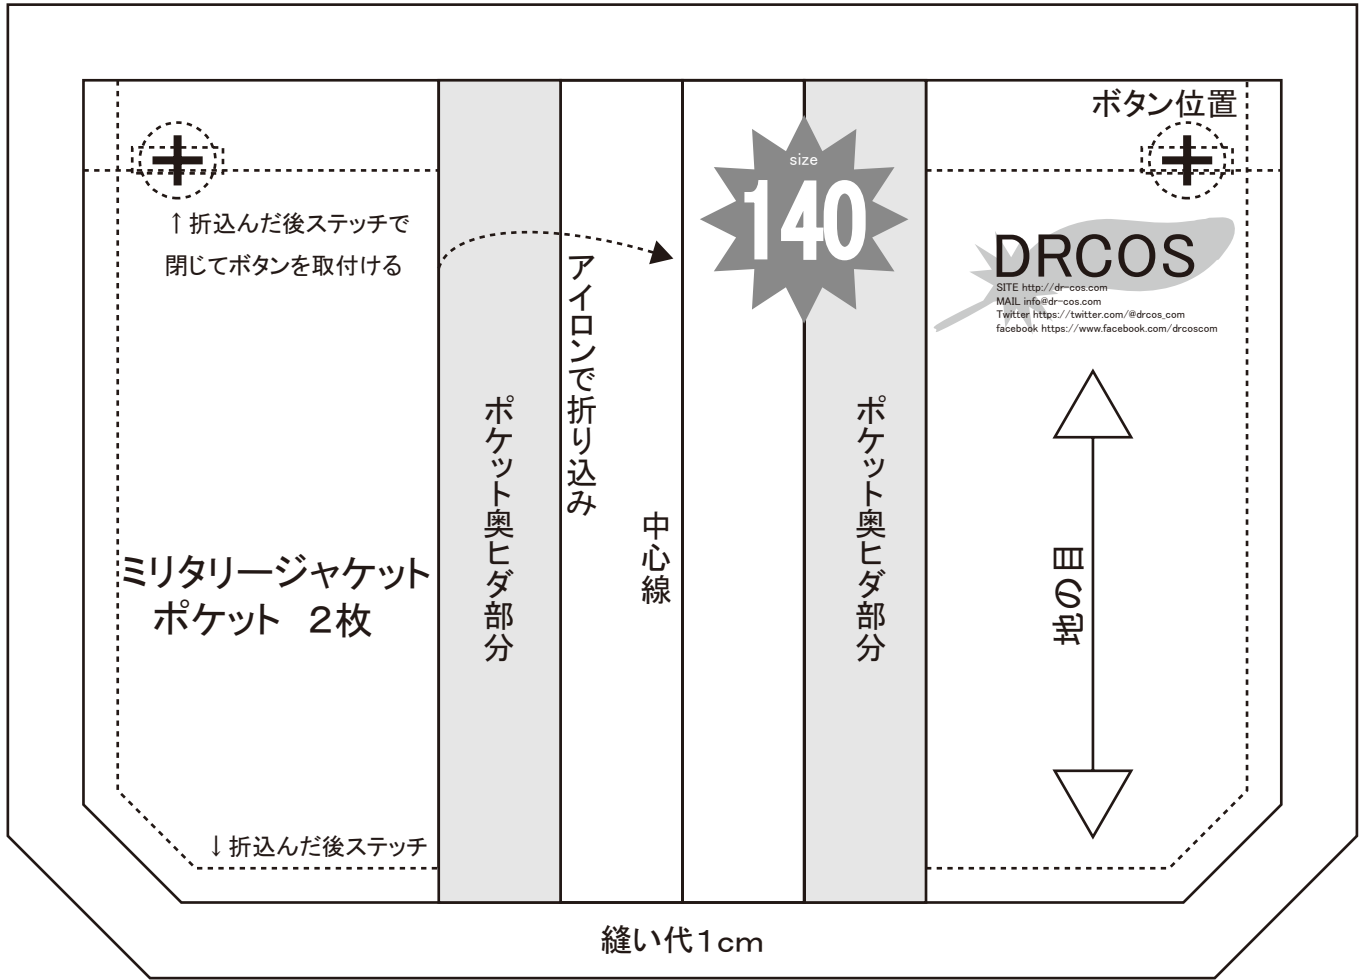 ボタン位置
size
140
↑折込んだ後ステッチで
閉じてボタンを取付ける
DRCOS
SITE http://dr-cos.com
MAIL info@dr-cos.com
Twitter https://twitter.com/@drcos_com
facebook https://www.facebook.com/drcoscom
アイロンで折り込み
ポケット奥ヒダ部分
中心線
ポケット奥ヒダ部分
地の目
ミリタリージャケット
ポケット　２枚
↓折込んだ後ステッチ
縫い代1cm